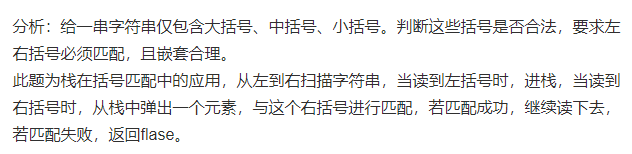 分析：给一串字符串仅包含大括号、中括号、小括号。判断这些括号是否合法，要求左
右括号必须匹配，且嵌套合理。
此题为栈在括号匹配中的应用，从左到右扫描字符串，当读到左括号时，进栈，当读到
右括号时，从栈中弹出一个元素，与这个右括号进行匹配，若匹配成功，继续读下去，
若匹配失败，返回flase。